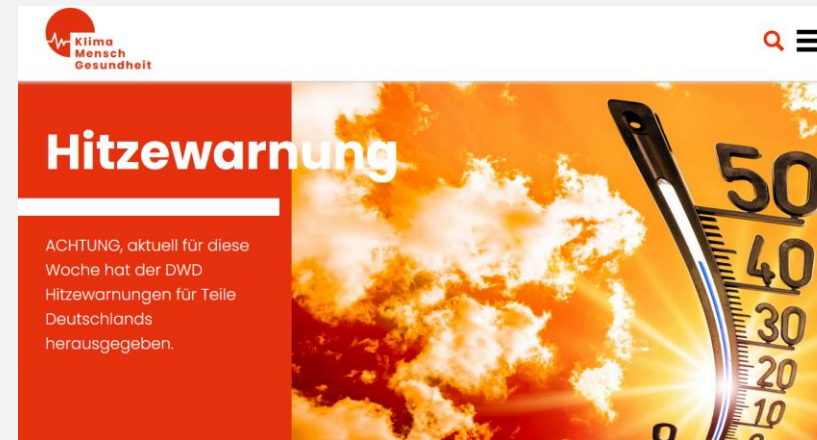 Klima
Mensch
Gesundheit
Hitzewarnung
ACHTUNG, aktuell für diese
Woche hat der DWD
Hitzewarnungen für Teile
Deutschlands
herausgegeben.
50
40
30
20
10